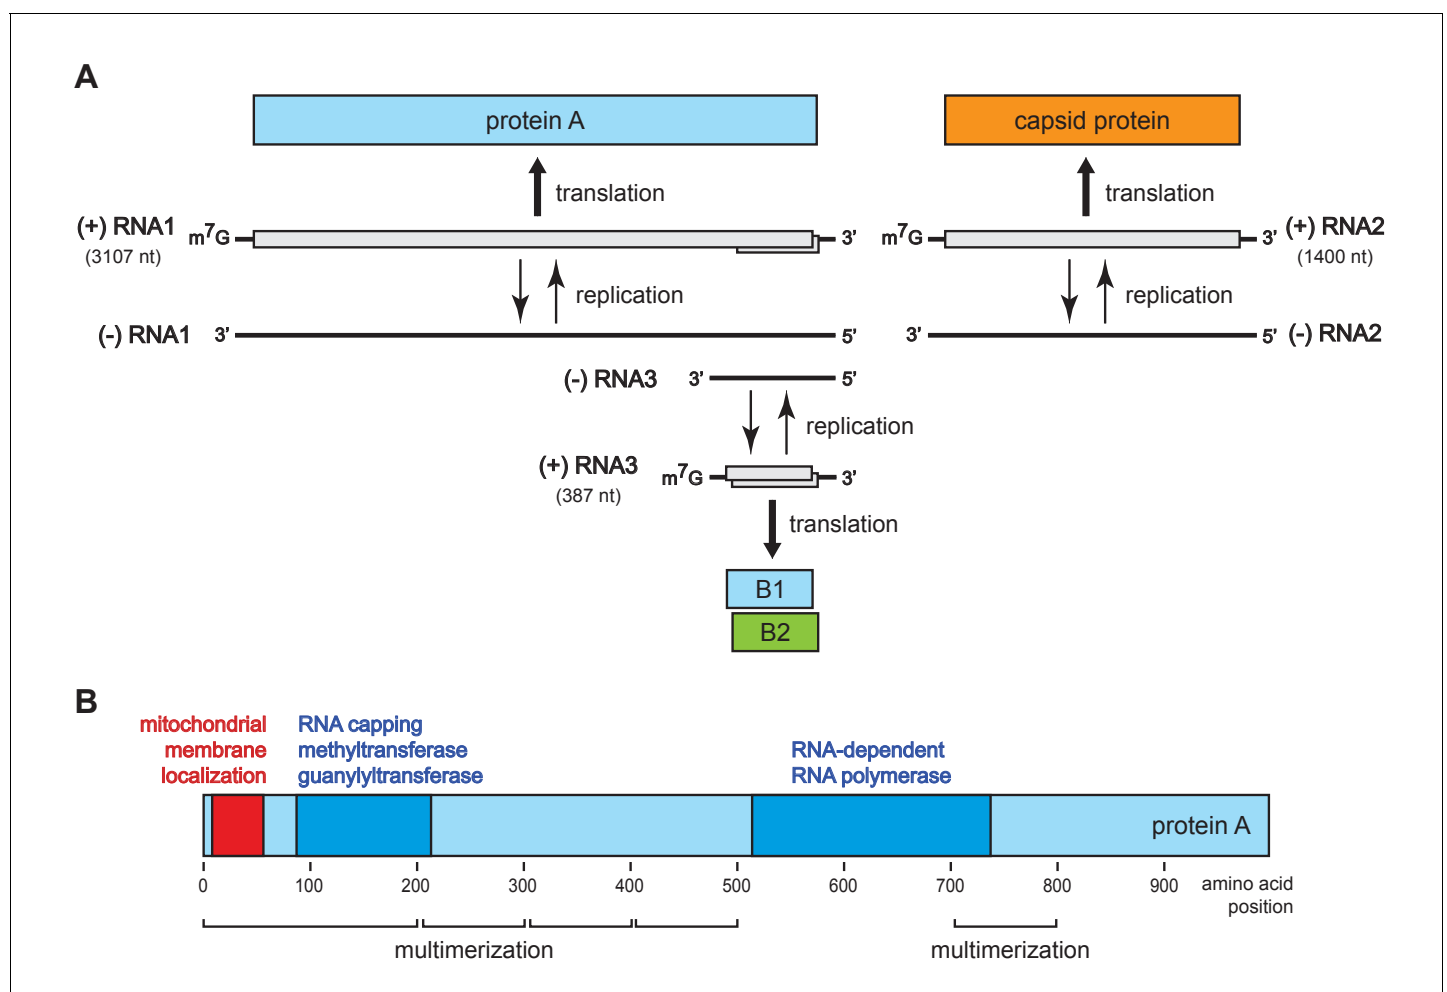 A
protein A
capsid protein
translation
translation
(+) RNA1
(3107 nt)
m⁷G
3’
m⁷G
3’
(+) RNA2
(1400 nt)
replication
replication
(-) RNA1
3’
5’
3’
5’
(-) RNA2
(-) RNA3
3’
5’
replication
(+) RNA3
(387 nt)
m⁷G
3’
translation
B1
B2
B
mitochondrial
membrane
localization
RNA capping
methyltransferase
guanylyltransferase
RNA-dependent
RNA polymerase
protein A
0 100 200 300 400 500 600 700 800 900
amino acid
position
multimerization
multimerization